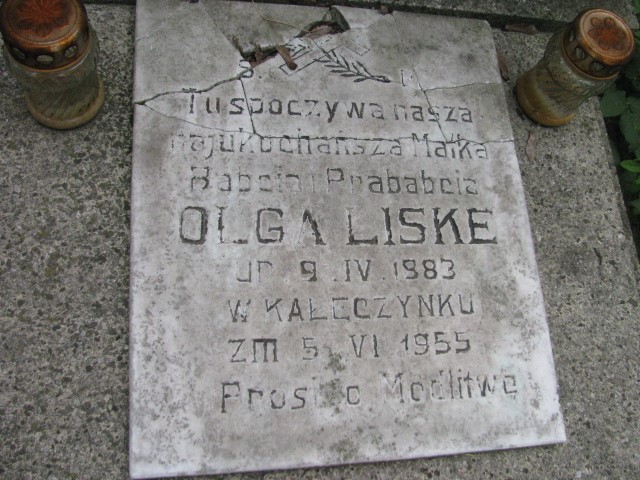 Ś. P.
Tu spoczywa nasza
najukochańsza Matka
Babcia i Prababcia
OLGA LISKE
ur 9. IV. 1883
W KAŁĘCZYNKU
zm 5 VI 1955
Prosi o Modlitwę